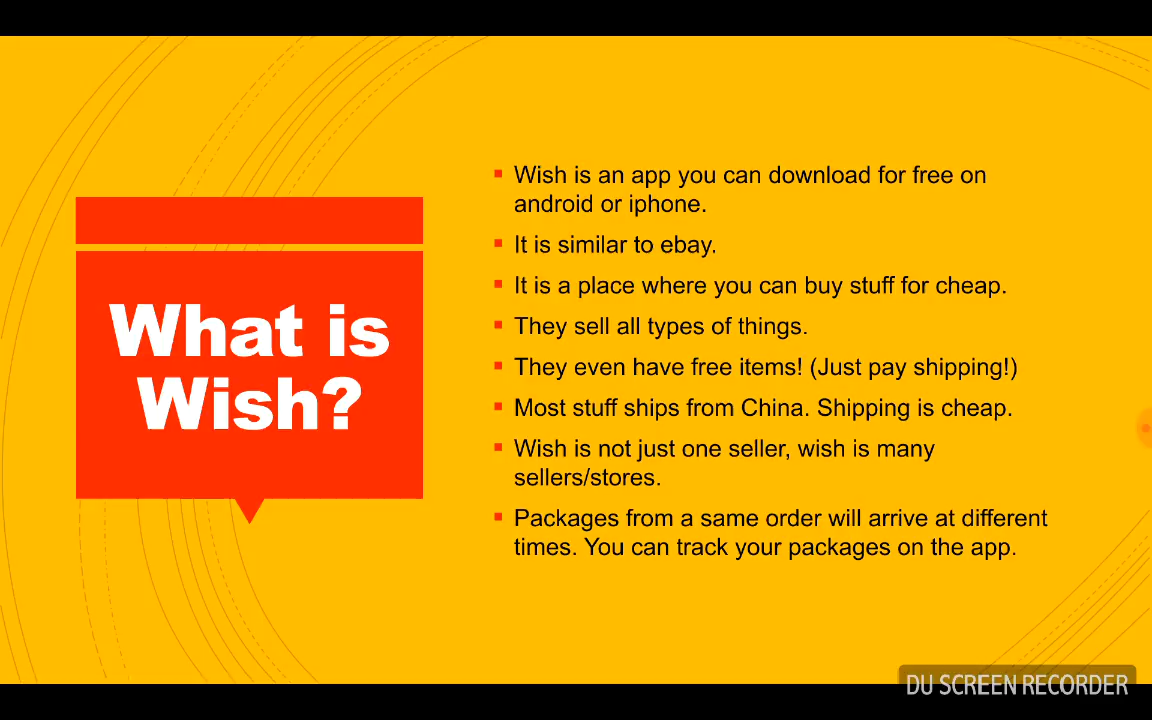 What is
Wish?
Wish is an app you can download for free on
android or iphone.
It is similar to ebay.
It is a place where you can buy stuff for cheap.
They sell all types of things.
They even have free items! (Just pay shipping!)
Most stuff ships from China. Shipping is cheap.
Wish is not just one seller, wish is many
sellers/stores.
Packages from a same order will arrive at different
times. You can track your packages on the app.
DU SCREEN RECORDER